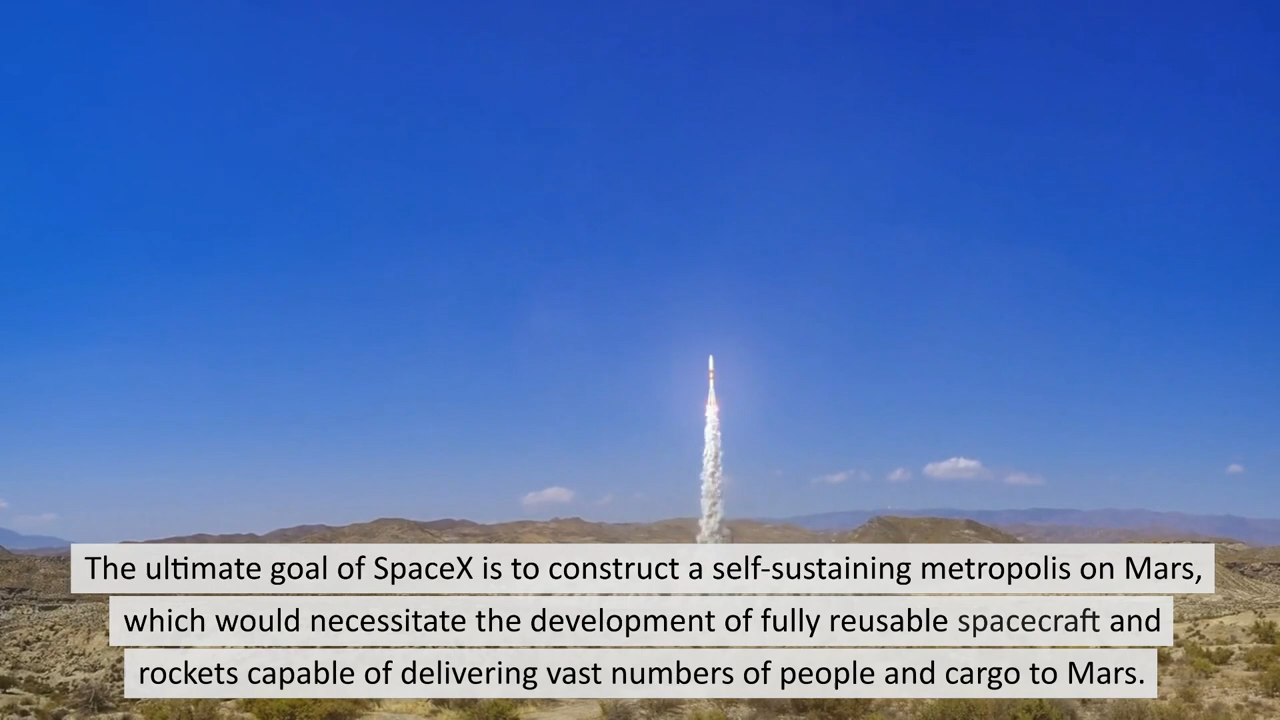 The ultimate goal of SpaceX is to construct a self-sustaining metropolis on Mars,
which would necessitate the development of fully reusable spacecraft and
rockets capable of delivering vast numbers of people and cargo to Mars.